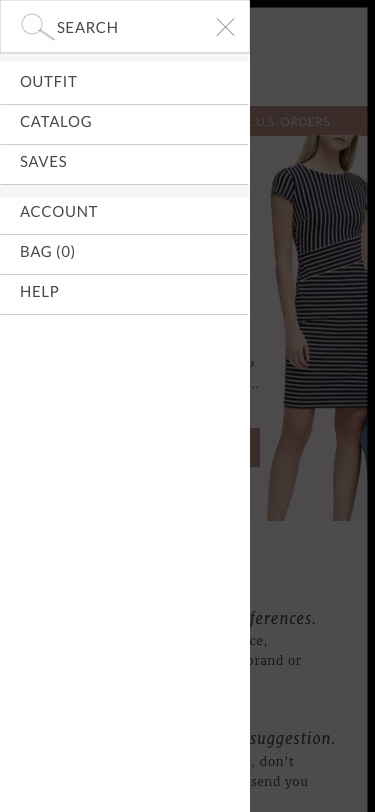 SEARCH
OUTFIT
CATALOG
SAVES
ACCOUNT
BAG (0)
HELP
U.S. ORDERS
ferences.
ce,
brand or
suggestion.
, don't
send you